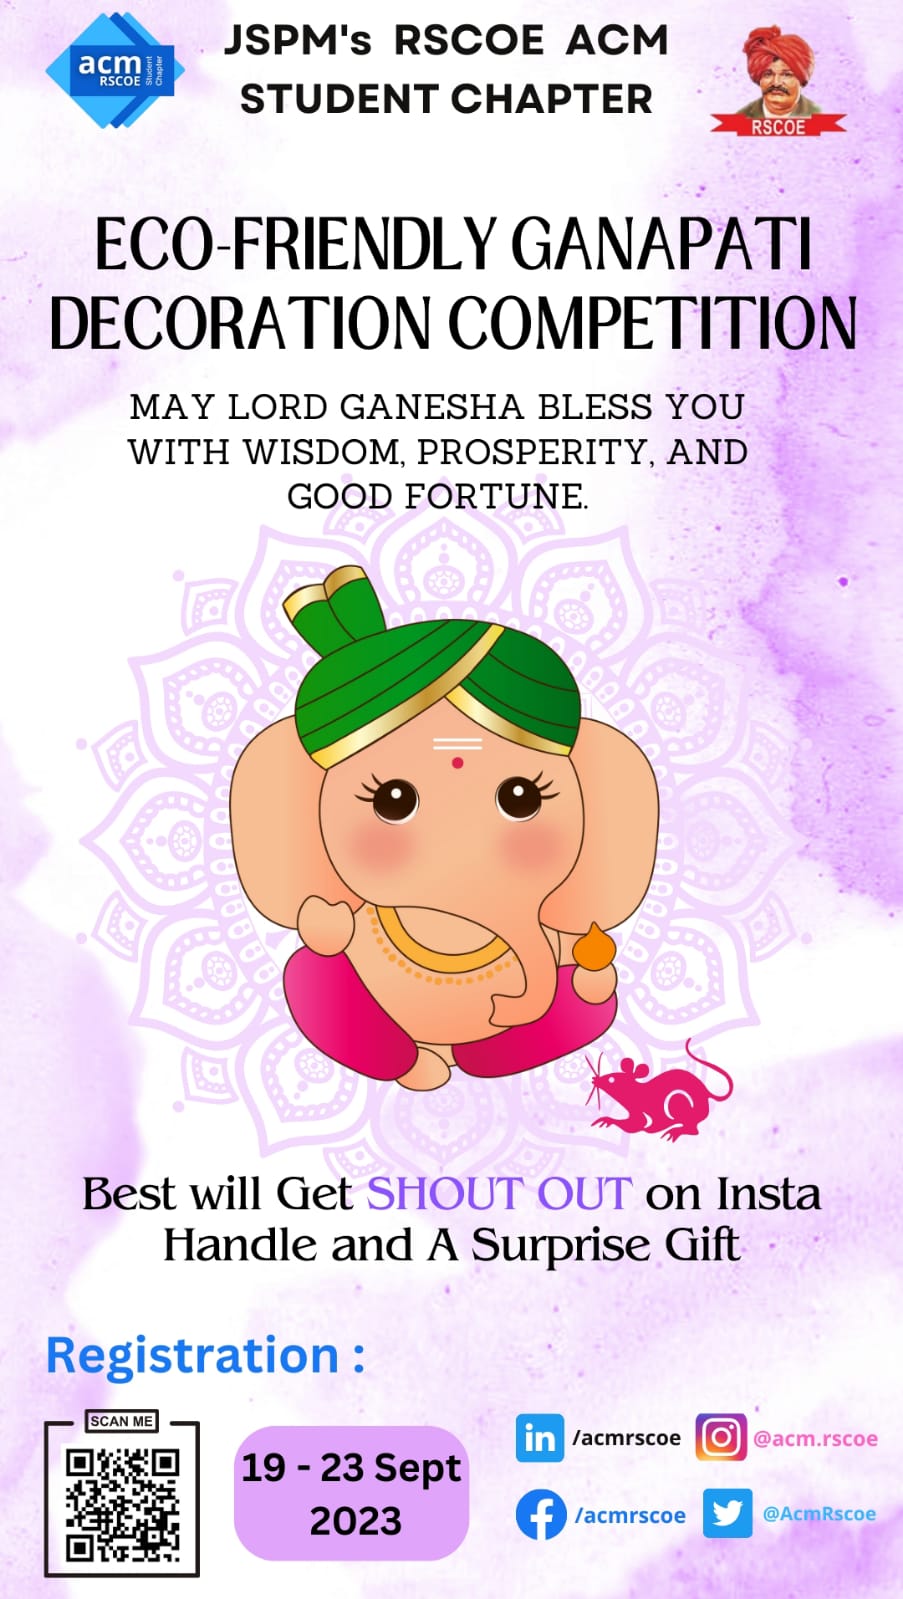 acm
RSCOE
Student
Chapter
JSPM's RSCOE ACM
STUDENT CHAPTER
RSCOE
ECO-FRIENDLY GANAPATI
DECORATION COMPETITION
MAY LORD GANESHA BLESS YOU
WITH WISDOM, PROSPERITY, AND
GOOD FORTUNE.
Best will Get SHOUT OUT on Insta
Handle and A Surprise Gift
Registration :
SCAN ME
19 - 23 Sept
2023
in /acmrscoe
@acm.rscoe
/acmrscoe
@AcmRscoe